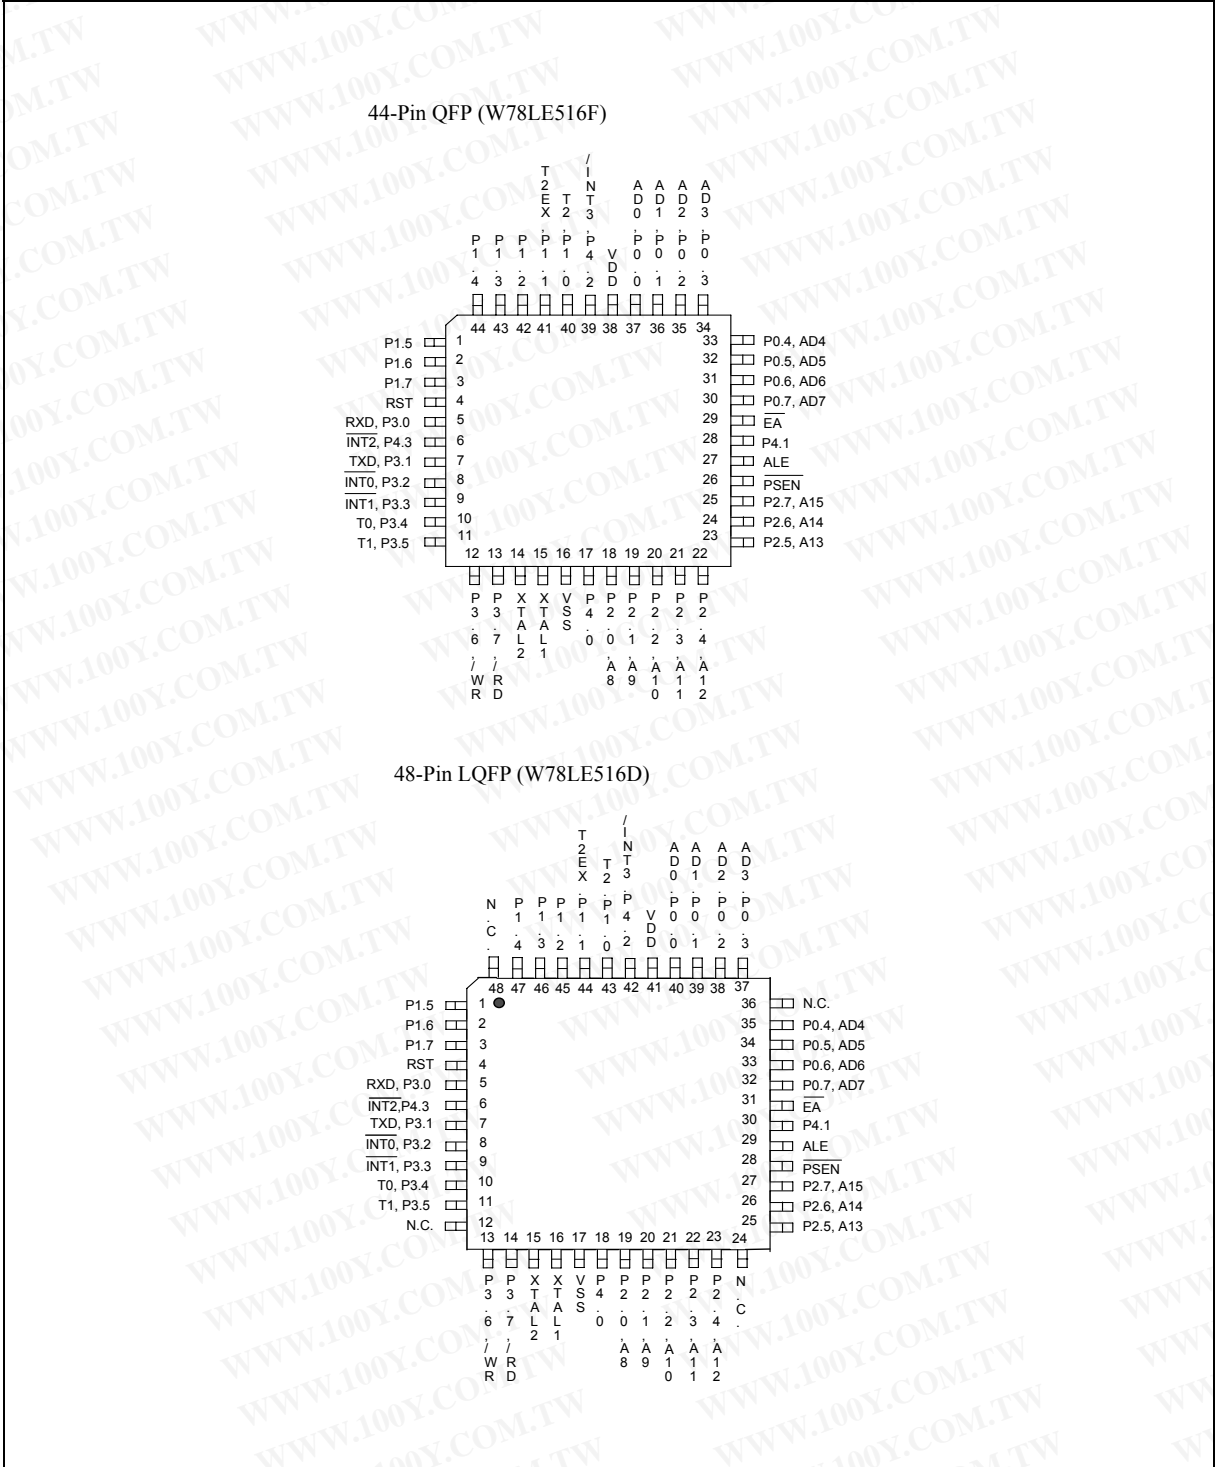 44-Pin QFP (W78LE516F)
P1.4
P1.3
P1.2
T2EX,P1.1
T2,P1.0
/INT3,P4.2
VDD
AD0,P0.0
AD1,P0.1
AD2,P0.2
AD3,P0.3
44 43 42 41 40 39 38 37 36 35 34
P1.5 1
P1.6 2
P1.7 3
RST 4
RXD, P3.0 5
INT2, P4.3 6
TXD, P3.1 7
INT0, P3.2 8
INT1, P3.3 9
T0, P3.4 10
T1, P3.5 11
33 P0.4, AD4
32 P0.5, AD5
31 P0.6, AD6
30 P0.7, AD7
29 EA
28 P4.1
27 ALE
26 PSEN
25 P2.7, A15
24 P2.6, A14
23 P2.5, A13
12 13 14 15 16 17 18 19 20 21 22
P3.6,/WR
P3.7,/RD
XTAL2
XTAL1
VSS
P4.0
P2.0,A8
P2.1,A9
P2.2,A10
P2.3,A11
P2.4,A12
48-Pin LQFP (W78LE516D)
N.C.
P1.4
P1.3
P1.2
T2EX.P1.1
T2.P1.0
/INT3.P4.2
VDD
AD0.P0.0
AD1.P0.1
AD2.P0.2
AD3.P0.3
48 47 46 45 44 43 42 41 40 39 38 37
P1.5 1
P1.6 2
P1.7 3
RST 4
RXD, P3.0 5
INT2,P4.3 6
TXD, P3.1 7
INT0, P3.2 8
INT1, P3.3 9
T0, P3.4 10
T1, P3.5 11
N.C. 12
36 N.C.
35 P0.4, AD4
34 P0.5, AD5
33 P0.6, AD6
32 P0.7, AD7
31 EA
30 P4.1
29 ALE
28 PSEN
27 P2.7, A15
26 P2.6, A14
25 P2.5, A13
13 14 15 16 17 18 19 20 21 22 23 24
P3.6,/WR
P3.7,/RD
XTAL2
XTAL1
VSS
P4.0
P2.0,A8
P2.1,A9
P2.2,A10
P2.3,A11
P2.4,A12
N.C.
WWW.100Y.COM.TW